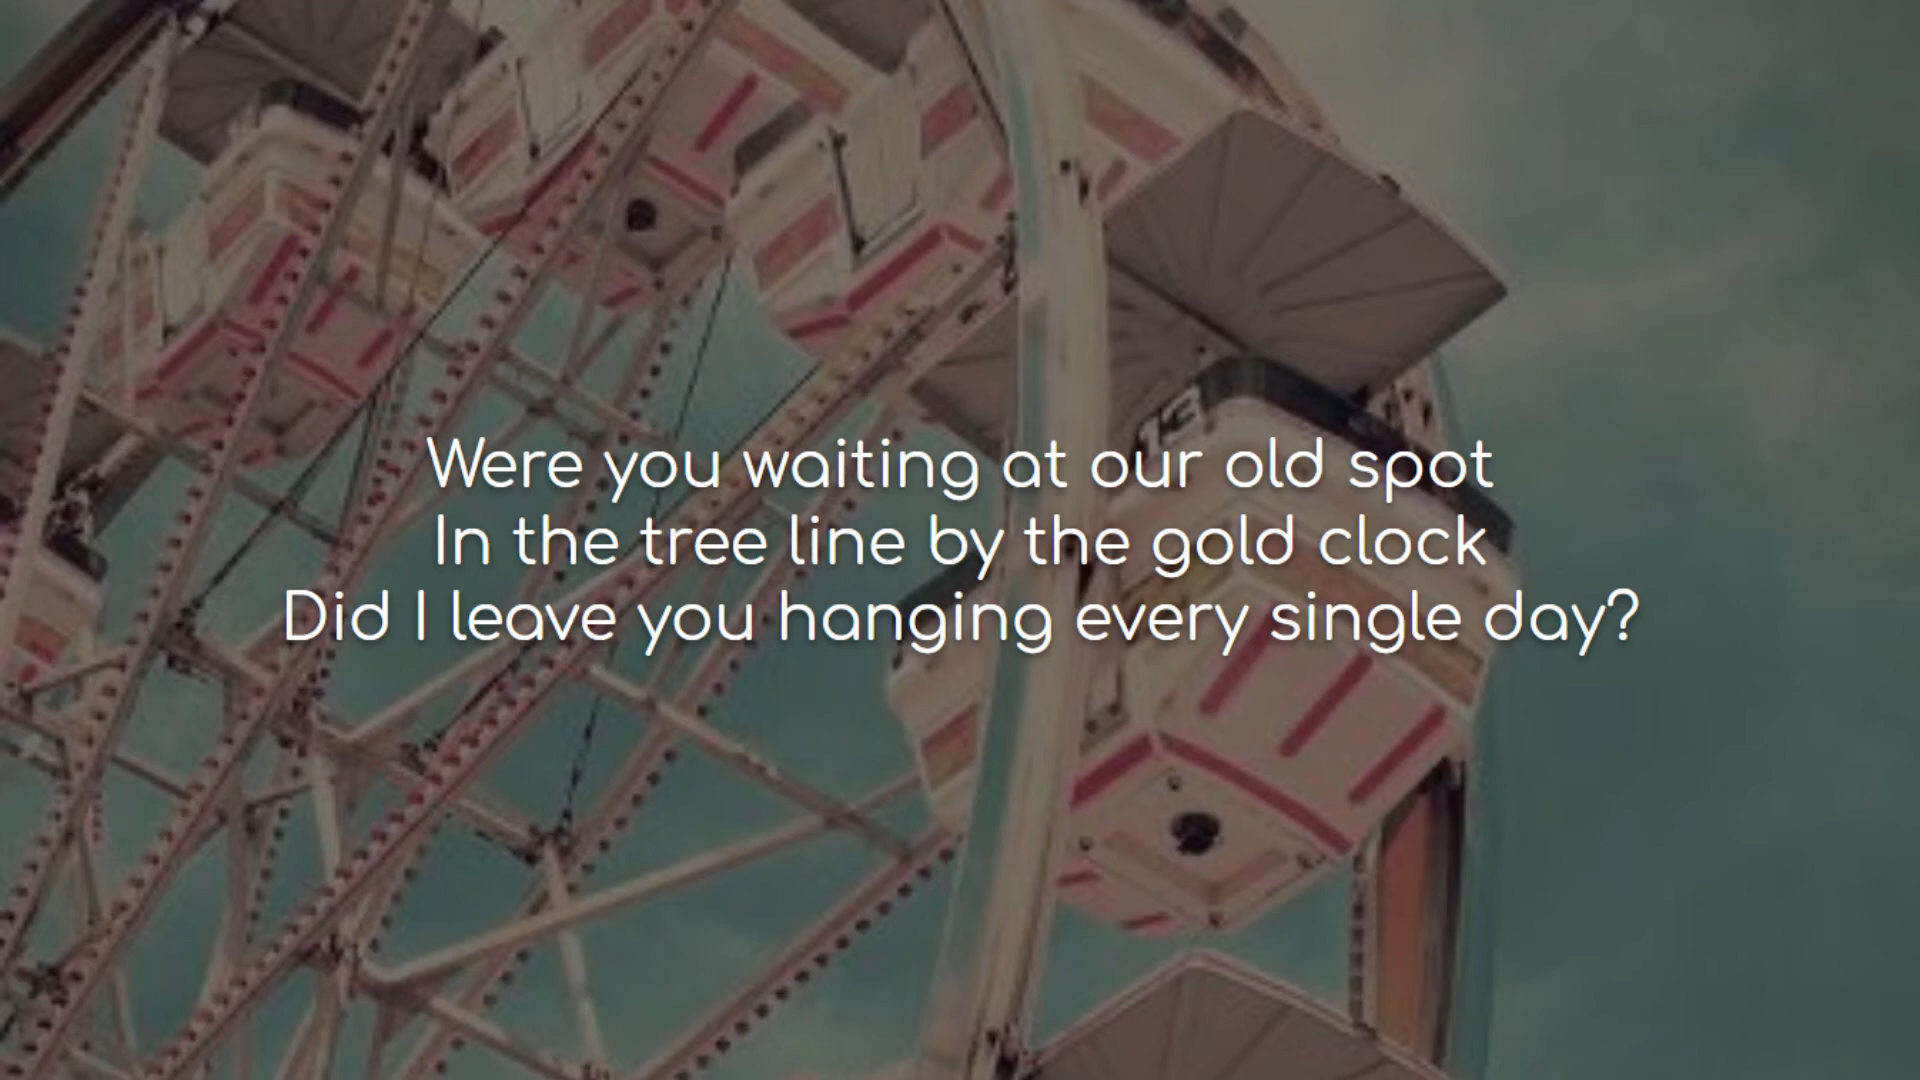 13
Were you waiting at our old spot
In the tree line by the gold clock
Did I leave you hanging every single day?